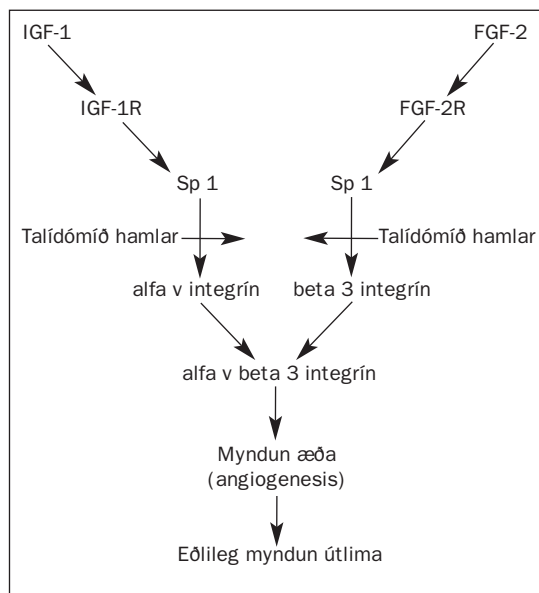 IGF-1
FGF-2
IGF-1R
FGF-2R
Sp 1
Sp 1
Talídómíð hamlar
Talídómíð hamlar
alfa v integrín
beta 3 integrín
alfa v beta 3 integrín
Myndun æða
(angiogenesis)
Eðlileg myndun útlima